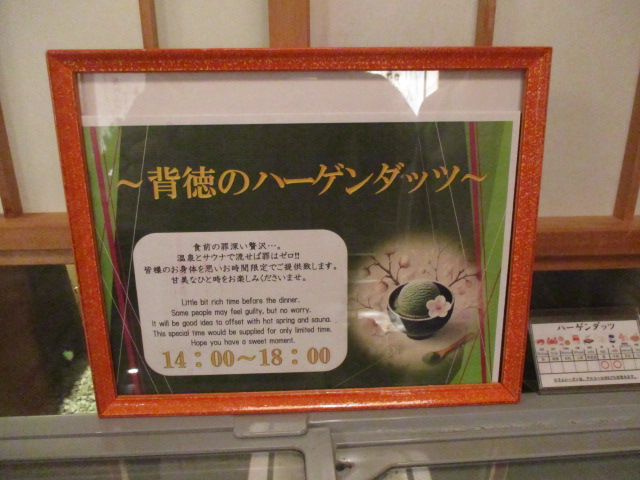 ～背徳のハーゲンダッツ～
食前の罪深い贅沢…。
温泉とサウナで流せば罪はゼロ!!
皆様のお身体を思いお時間限定でご提供致します。
甘美なひと時をお楽しみくださいませ。
Little bit rich time before the dinner.
Some people may feel guilty, but no worry.
It will be good idea to offset with hot spring and sauna.
This special time would be supplied for only limited time.
Hope you have a sweet moment.
14：00～18：00
ハーゲンダッツ